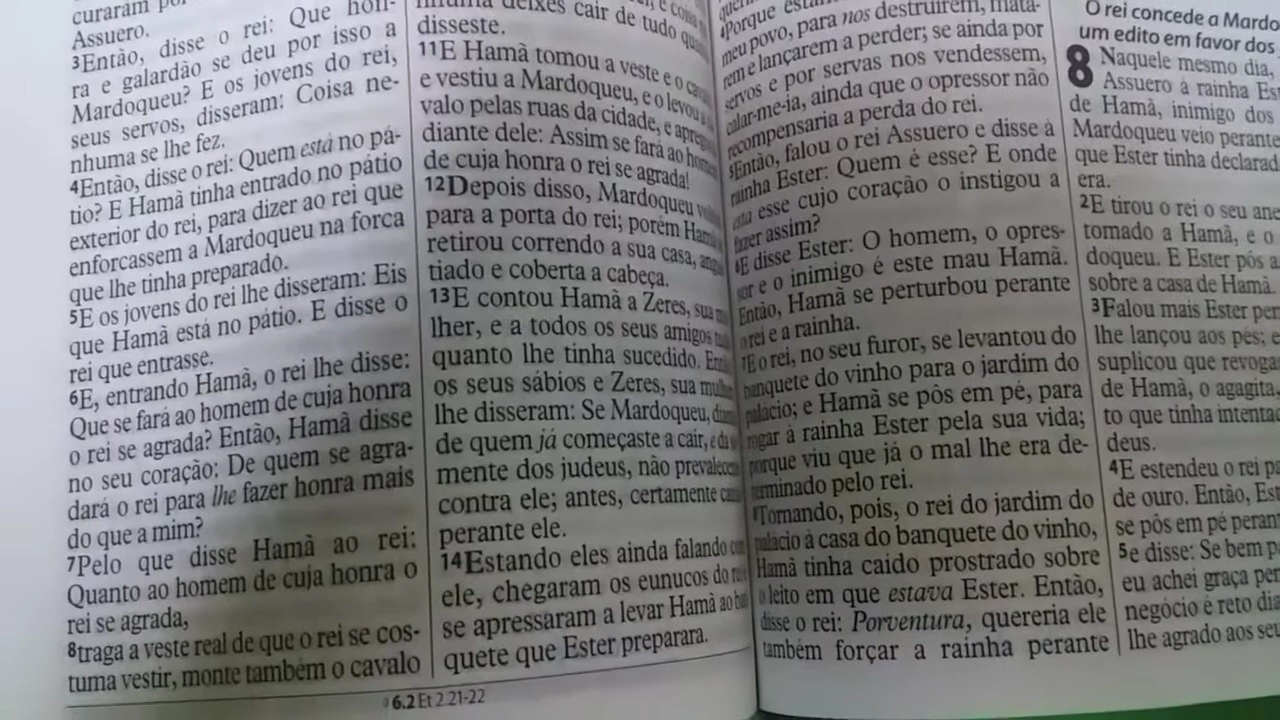 curaram
Assuero.
3Então, disse o rei: Que hon-
ra e galardão se deu por isso a
Mardoqueu? E os jovens do rei,
seus servos, disseram: Coisa ne-
nhuma se lhe fez.
4Então, disse o rei: Quem está no pá-
tio? E Hamã tinha entrado no pátio
exterior do rei, para dizer ao rei que
enforcassem a Mardoqueu na forca
que lhe tinha preparado.
5E os jovens do rei lhe disseram: Eis
que Hamã está no pátio. E disse o
rei que entrasse.
6E, entrando Hamã, o rei lhe disse:
Que se fará ao homem de cuja honra
o rei se agrada? Então, Hamã disse
no seu coração: De quem se agra-
dará o rei para lhe fazer honra mais
do que a mim?
7Pelo que disse Hamã ao rei:
Quanto ao homem de cuja honra o
rei se agrada,
8traga a veste real de que o rei se cos-
tuma vestir, monte também o cavalo
6.2 Et 2.21-22
deixes cair de tudo
disseste.
11E Hamã tomou a veste e o
e vestiu a Mardoqueu, e o levou a
valo pelas ruas da cidade, e
diante dele: Assim se fará ao
de cuja honra o rei se agrada!
12Depois disso, Mardoqueu
para a porta do rei; porém Hamã
retirou correndo a sua casa,
tiado e coberta a cabeça.
13E contou Hamã a Zeres, sua
lher, e a todos os seus amigos
quanto lhe tinha sucedido.
os seus sábios e Zeres, sua
lhe disseram: Se Mardoqueu,
de quem já começaste a cair, e da
mente dos judeus, não
contra ele; antes, certamente
perante ele.
14Estando eles ainda falando
ele, chegaram os eunucos do
se apressaram a levar Hamã ao
quete que Ester preparara.
4Porque
meu povo, para nos destruírem, mata-
rem e lançarem a perder; se ainda por
servos e por servas nos vendessem,
calar-me-ia, ainda que o opressor não
recompensaria a perda do rei.
5Então, falou o rei Assuero e disse à
rainha Ester: Quem é esse? E onde
está esse cujo coração o instigou a
fazer assim?
6E disse Ester: O homem, o opres-
sor e o inimigo é este mau Hamã.
Então, Hamã se perturbou perante
o rei e a rainha.
7E o rei, no seu furor, se levantou do
banquete do vinho para o jardim do
palácio; e Hamã se pôs em pé, para
rogar à rainha Ester pela sua vida;
porque viu que já o mal lhe era de-
terminado pelo rei.
8Tornando, pois, o rei do jardim do
palácio à casa do banquete do vinho,
Hamã tinha caído prostrado sobre
o leito em que estava Ester. Então,
disse o rei: Porventura, quereria ele
também forçar a rainha perante
O rei concede a Mardo
um edito em favor dos
8 Naquele mesmo dia,
Assuero à rainha Est
de Hamã, inimigo dos
Mardoqueu veio perante
que Ester tinha declarad
era.
2E tirou o rei o seu ane
tomado a Hamã, e o
doqueu. E Ester pôs a
sobre a casa de Hamã.
3Falou mais Ester per
lhe lançou aos pés; e
suplicou que revoga
de Hamã, o agagita,
to que tinha intenta
deus.
4E estendeu o rei pa
de ouro. Então, Est
se pôs em pé peran
5e disse: Se bem p
eu achei graça per
negócio é reto dia
lhe agrado aos seu